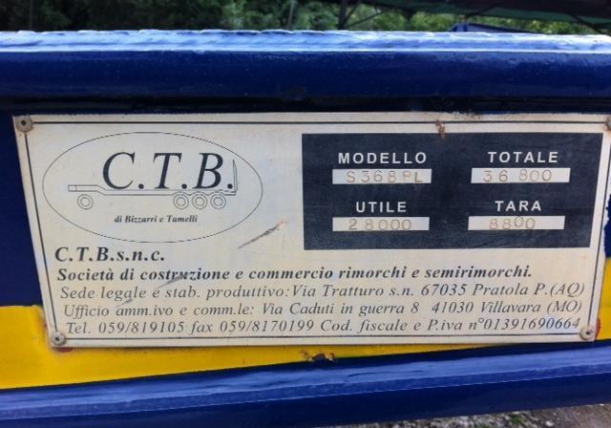 C.T.B.
di Bizzarri e Tamelli
MODELLO
S368PL
TOTALE
36800
UTILE
28000
TARA
8800
C.T.B.s.n.c.
Società di costruzione e commercio rimorchi e semirimorchi.
Sede legale e stab. produttivo: Via Tratturo s.n. 67035 Pratola P.(AQ)
Ufficio amm.ivo e comm.le: Via Caduti in guerra 8 41030 Villavara (MO)
Tel. 059/819105 fax 059/8170199 Cod. fiscale e P.iva n°01391690664